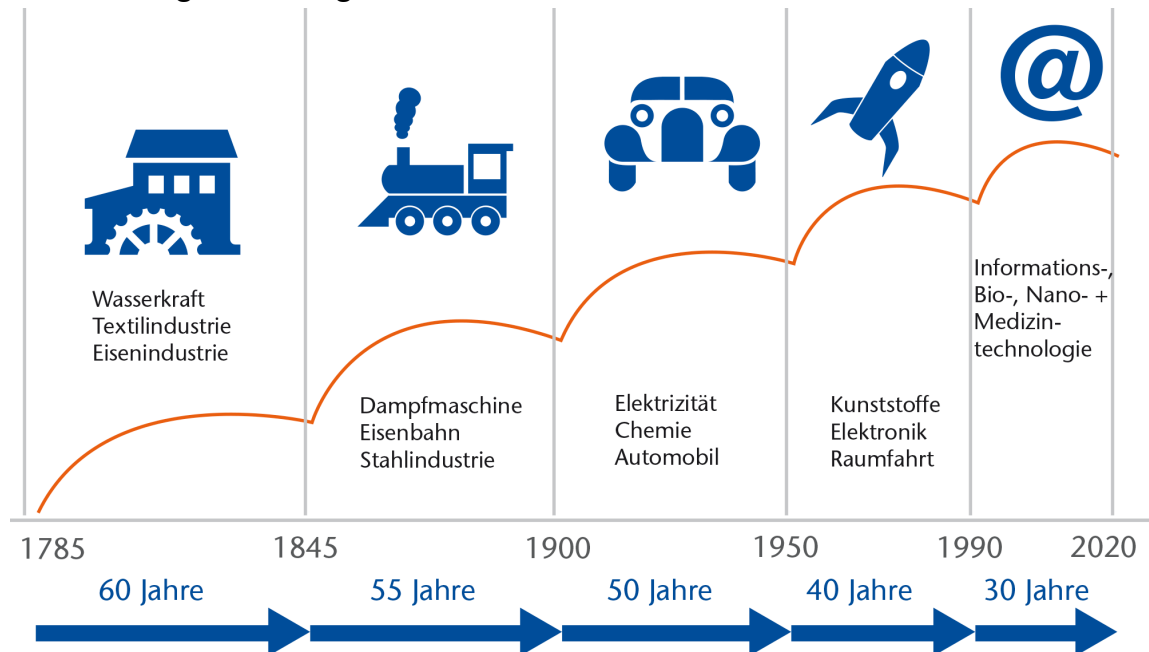 @
Wasserkraft
Textilindustrie
Eisenindustrie
Dampfmaschine
Eisenbahn
Stahlindustrie
Elektrizität
Chemie
Automobil
Kunststoffe
Elektronik
Raumfahrt
Informations-,
Bio-, Nano- +
Medizin-
technologie
1785 1845 1900 1950 1990 2020
60 Jahre 55 Jahre 50 Jahre 40 Jahre 30 Jahre